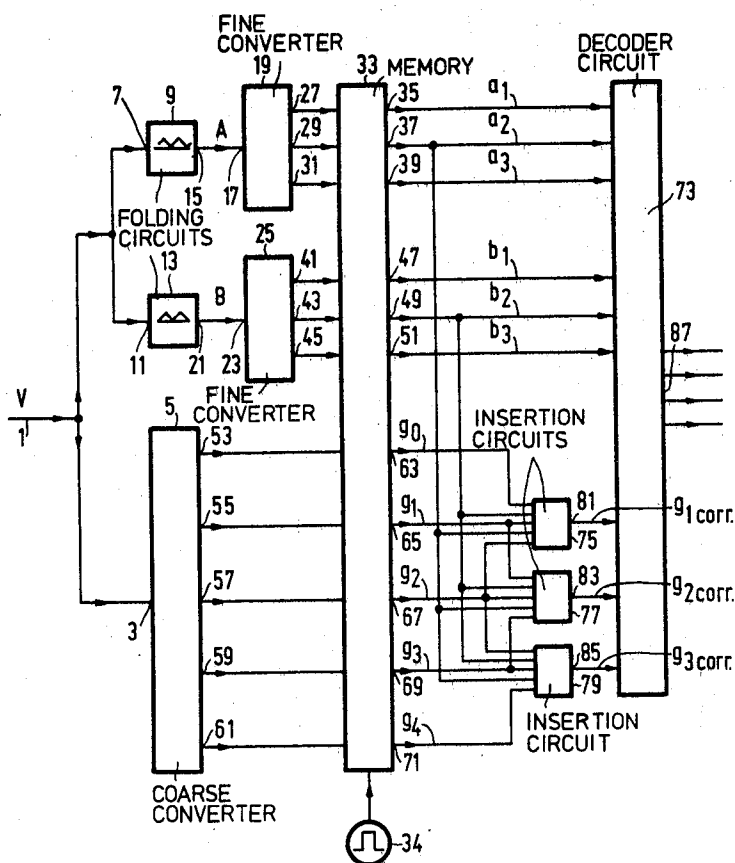 FINE
CONVERTER
DECODER
CIRCUIT
19
33
MEMORY
9
7
A
15
17
27
29
31
35
37
39
a1
a2
a3
73
FOLDING
CIRCUITS
13
11
B
21
23
25
41
43
45
47
49
51
b1
b2
b3
87
FINE
CONVERTER
INSERTION
CIRCUITS
V
1
5
3
53
55
57
59
61
g0
63
g1
65
g2
67
g3
69
g4
71
81
75
g1 corr.
83
77
g2 corr.
85
79
g3 corr.
INSERTION
CIRCUIT
COARSE
CONVERTER
34